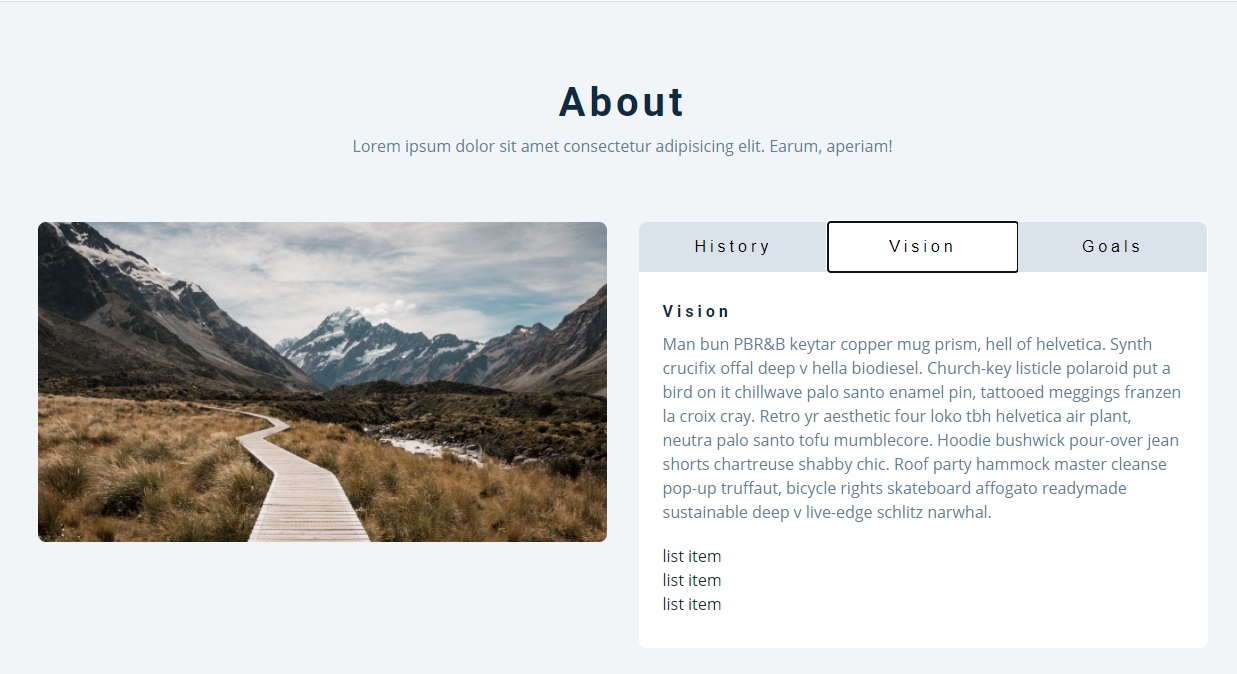 About
Lorem ipsum dolor sit amet consectetur adipisicing elit. Earum, aperiam!
History
Vision
Goals
Vision
Man bun PBR&B keytar copper mug prism, hell of helvetica. Synth
crucifix offal deep v hella biodiesel. Church-key listicle polaroid put a
bird on it chillwave palo santo enamel pin, tattooed meggings franzen
la croix cray. Retro yr aesthetic four loko tbh helvetica air plant,
neutra palo santo tofu mumblecore. Hoodie bushwick pour-over jean
shorts chartreuse shabby chic. Roof party hammock master cleanse
pop-up truffaut, bicycle rights skateboard affogato readymade
sustainable deep v live-edge schlitz narwhal.
list item
list item
list item